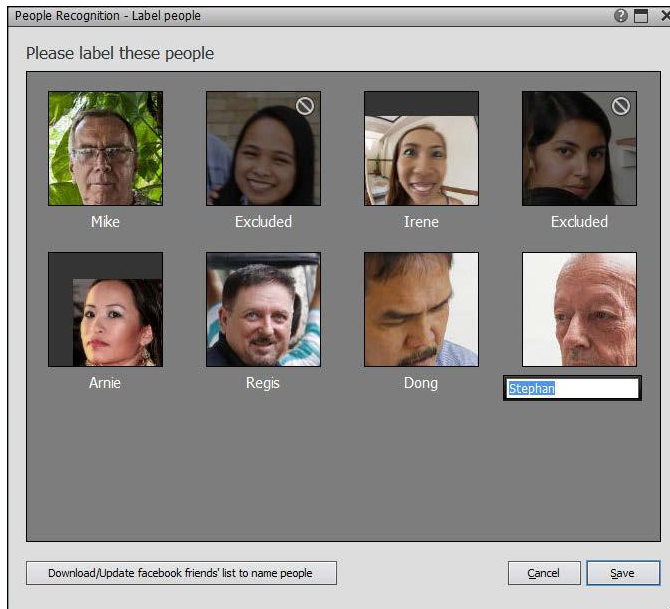 People Recognition - Label people
Please label these people
Mike
Excluded
Irene
Excluded
Arnie
Regis
Dong
Stephan
Download/Update facebook friends' list to name people
Cancel
Save